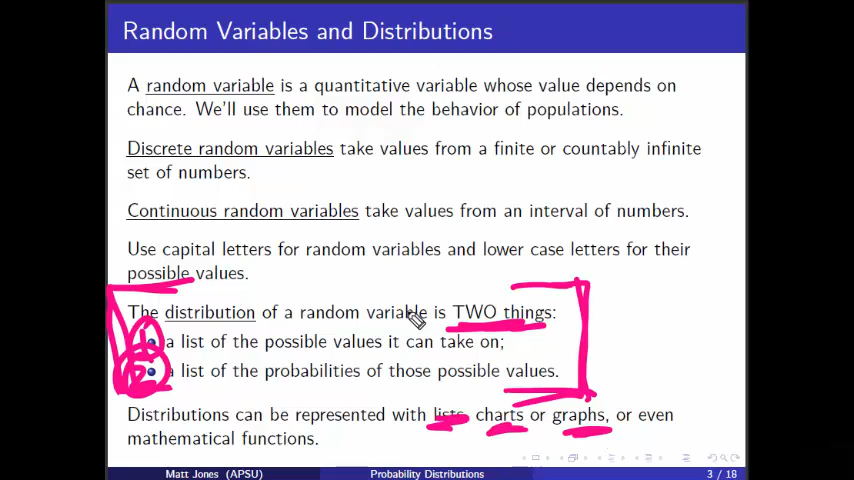 Random Variables and Distributions
A random variable is a quantitative variable whose value depends on
chance. We'll use them to model the behavior of populations.
Discrete random variables take values from a finite or countably infinite
set of numbers.
Continuous random variables take values from an interval of numbers.
Use capital letters for random variables and lower case letters for their
possible values.
The distribution of a random variable is TWO things:
a list of the possible values it can take on;
a list of the probabilities of those possible values.
Distributions can be represented with lists, charts or graphs, or even
mathematical functions.
Matt Jones (APSU) Probability Distributions 3 / 18